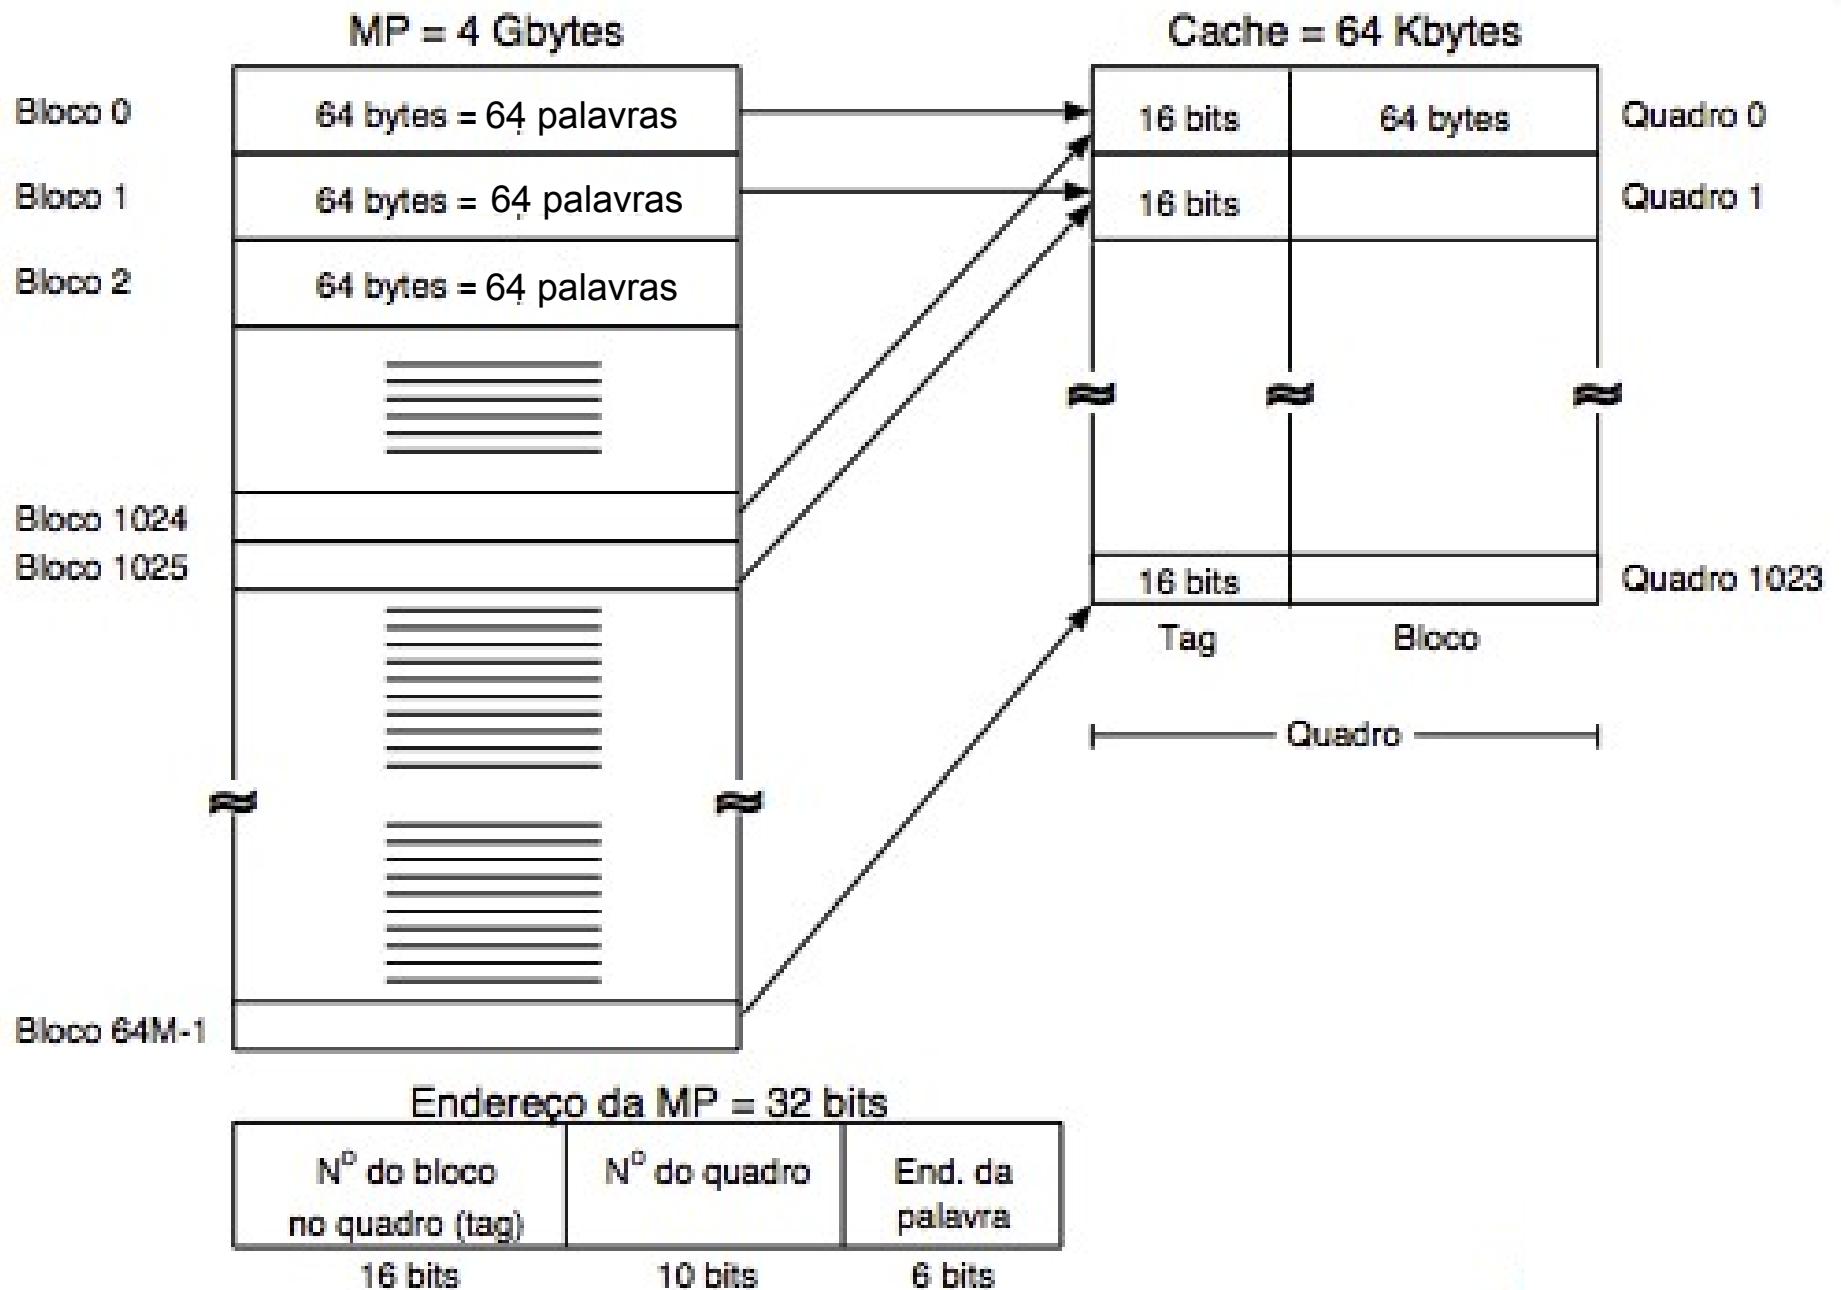 MP = 4 Gbytes
Cache = 64 Kbytes
Bloco 0
64 bytes = 64 palavras
16 bits
64 bytes
Quadro 0
Bloco 1
64 bytes = 64 palavras
16 bits
Quadro 1
Bloco 2
64 bytes = 64 palavras
Bloco 1024
Bloco 1025
16 bits
Quadro 1023
Tag
Bloco
Quadro
Bloco 64M-1
Endereço da MP = 32 bits
Nº do bloco
no quadro (tag)
Nº do quadro
End. da
palavra
16 bits
10 bits
6 bits